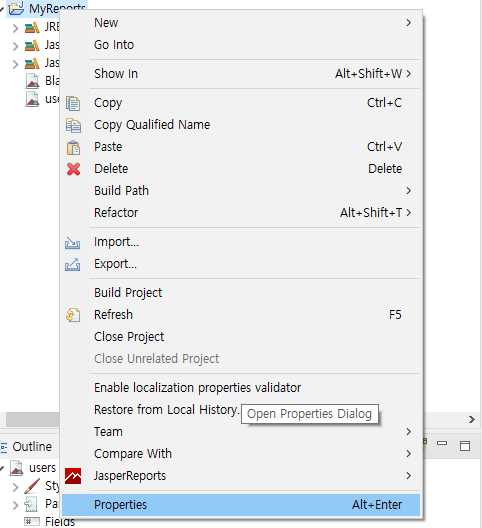 MyReports
JRE
Jas
Jas
Bla
use
New
Go Into
Show In Alt+Shift+W
Copy Ctrl+C
Copy Qualified Name
Paste Ctrl+V
Delete Delete
Build Path
Refactor Alt+Shift+T
Import...
Export...
Build Project
Refresh F5
Close Project
Close Unrelated Project
Enable localization properties validator
Restore from Local History.
Open Properties Dialog
Team
Compare With
JasperReports
Properties Alt+Enter
Outline
users
Sty
Par
Fields